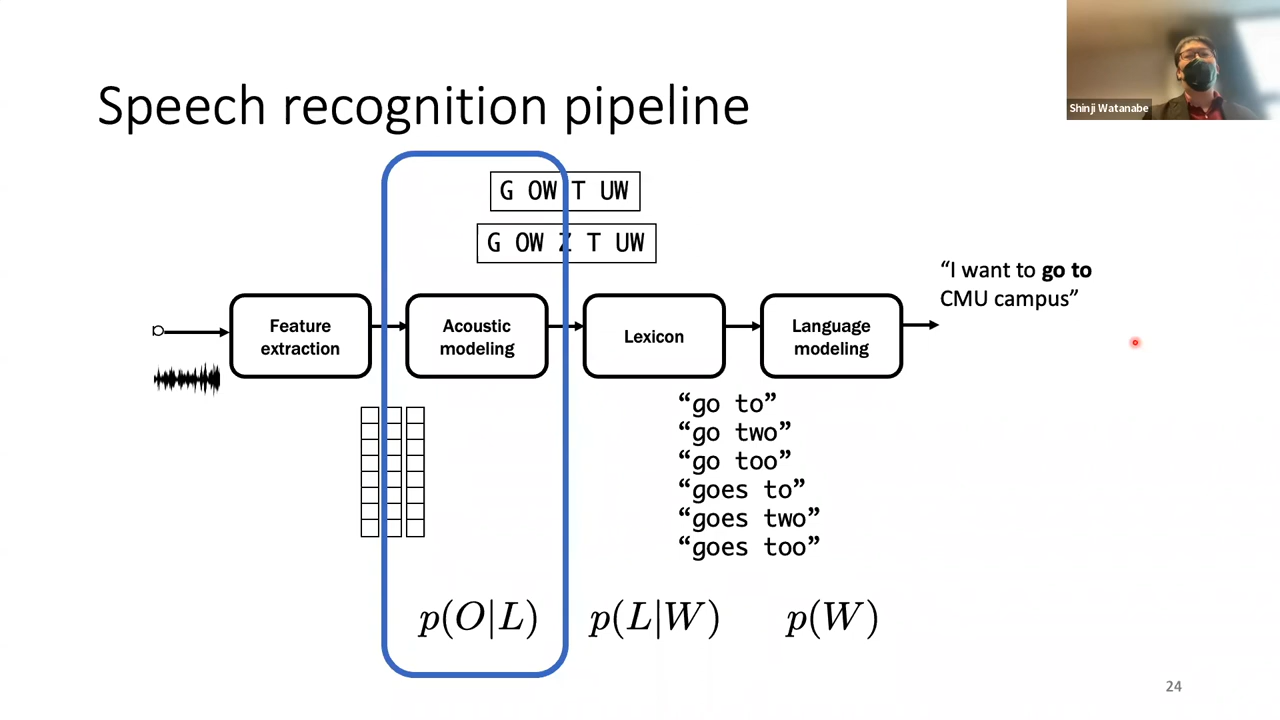 Shinji Watanabe
Speech recognition pipeline
G OW T UW
G OW Z T UW
“I want to go to
CMU campus”
Feature
extraction
Acoustic
modeling
Lexicon
Language
modeling
“go to”
“go two”
“go too”
“goes to”
“goes two”
“goes too”
p(O|L)
p(L|W)
p(W)
24